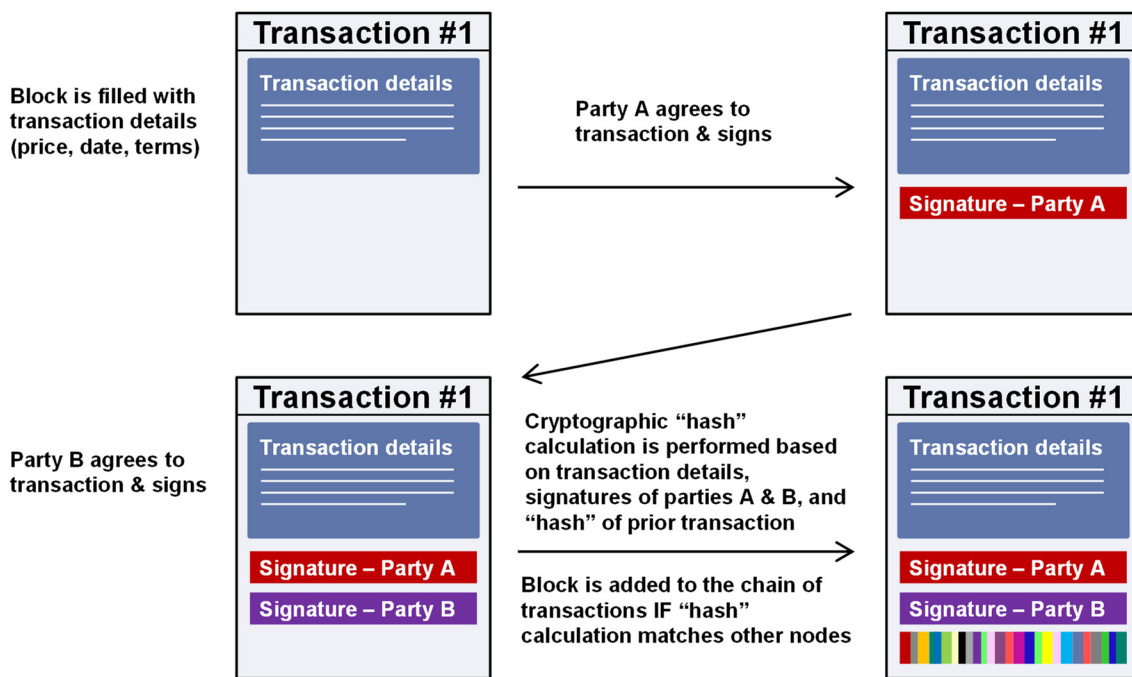 Transaction #1
Transaction details
Block is filled with
transaction details
(price, date, terms)
Party A agrees to
transaction & signs
Transaction #1
Transaction details
Signature – Party A
Transaction #1
Transaction details
Signature – Party A
Signature – Party B
Party B agrees to
transaction & signs
Cryptographic “hash”
calculation is performed based
on transaction details,
signatures of parties A & B, and
“hash” of prior transaction
Block is added to the chain of
transactions IF “hash”
calculation matches other nodes
Transaction #1
Transaction details
Signature – Party A
Signature – Party B